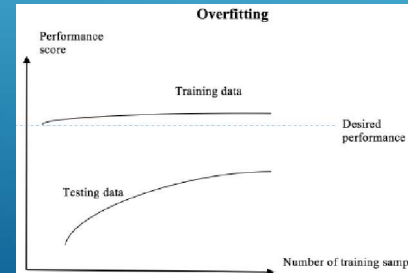 Overfitting
Performance
score
Training data
Desired
performance
Testing data
Number of training samp